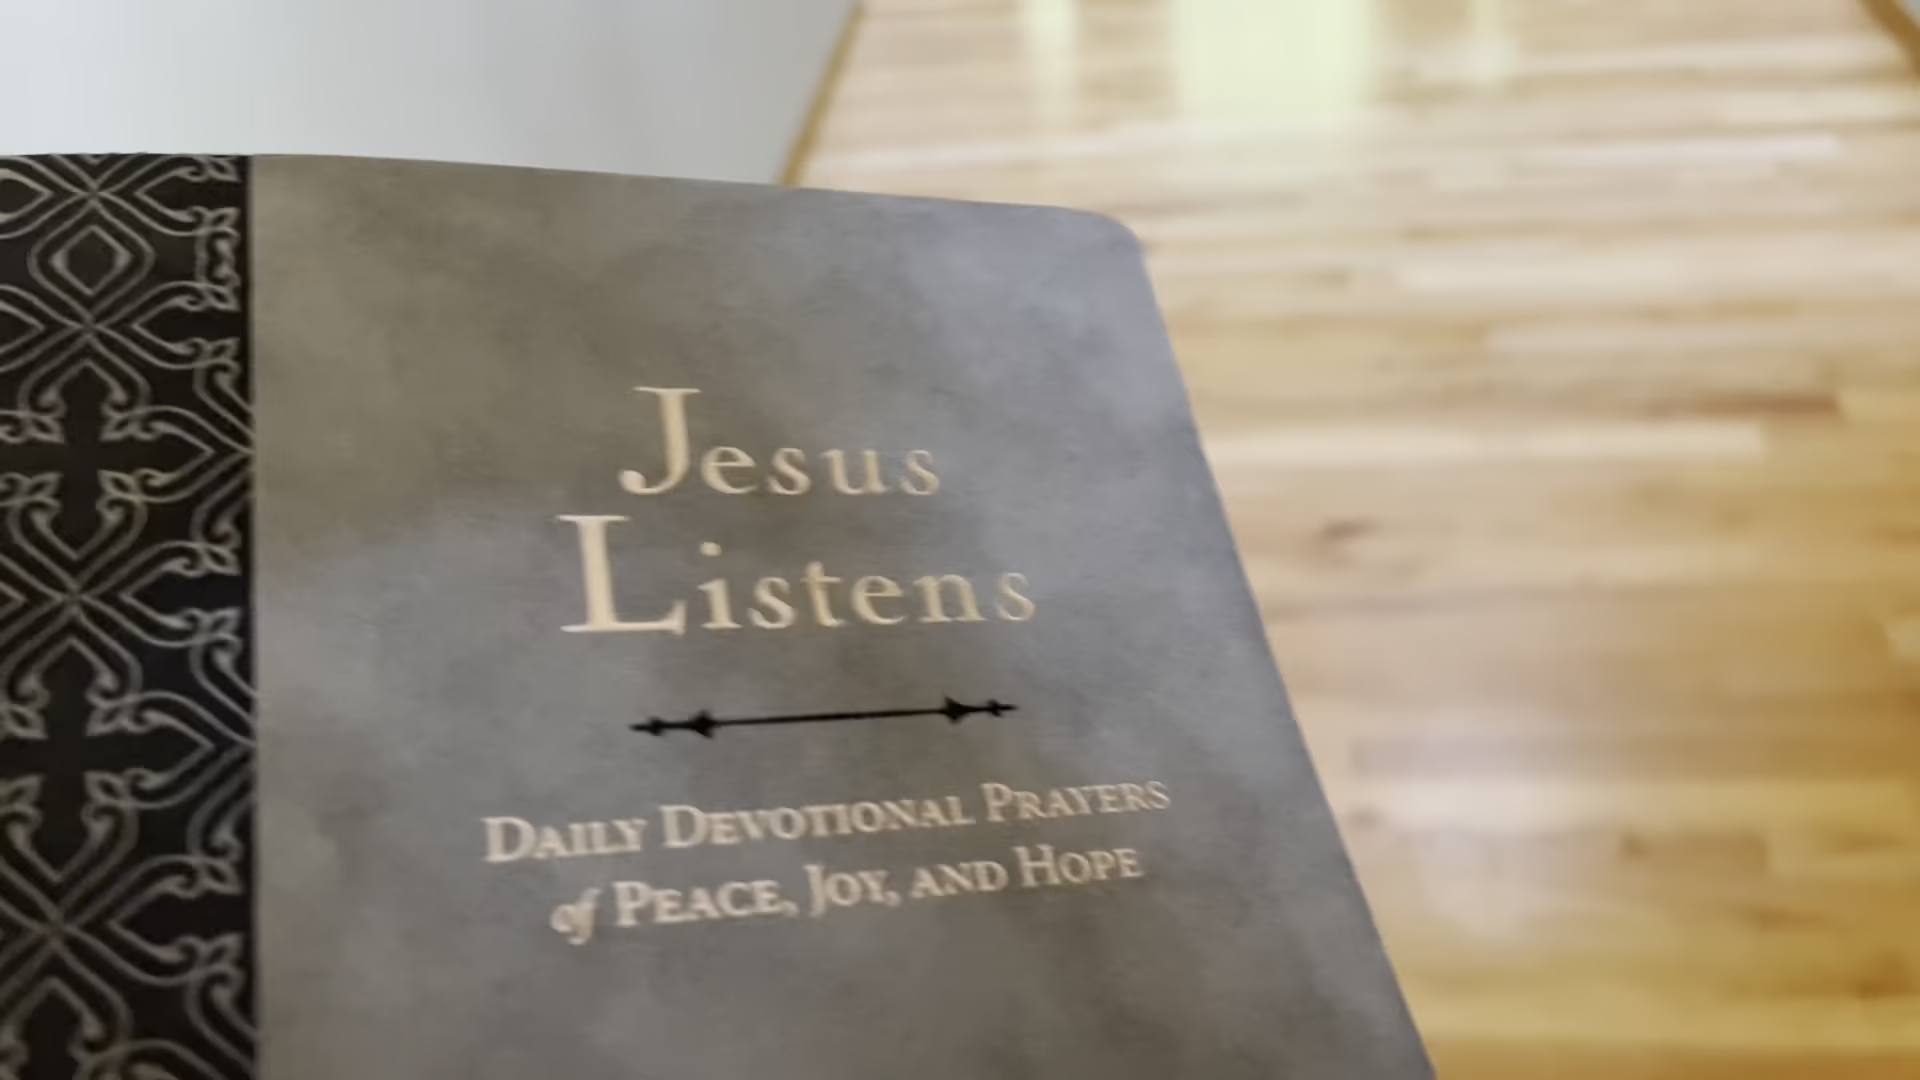 Jesus
Listens
Daily Devotional Prayers
of Peace, Joy, and Hope